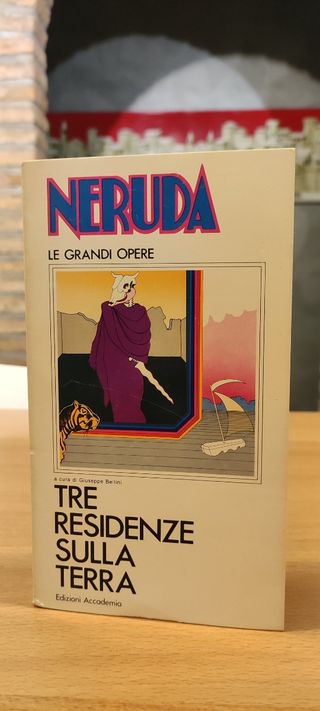 NERUDA
LE GRANDI OPERE
a cura di Giuseppe Bellini
TRE
RESIDENZE
SULLA
TERRA
Edizioni Accademia